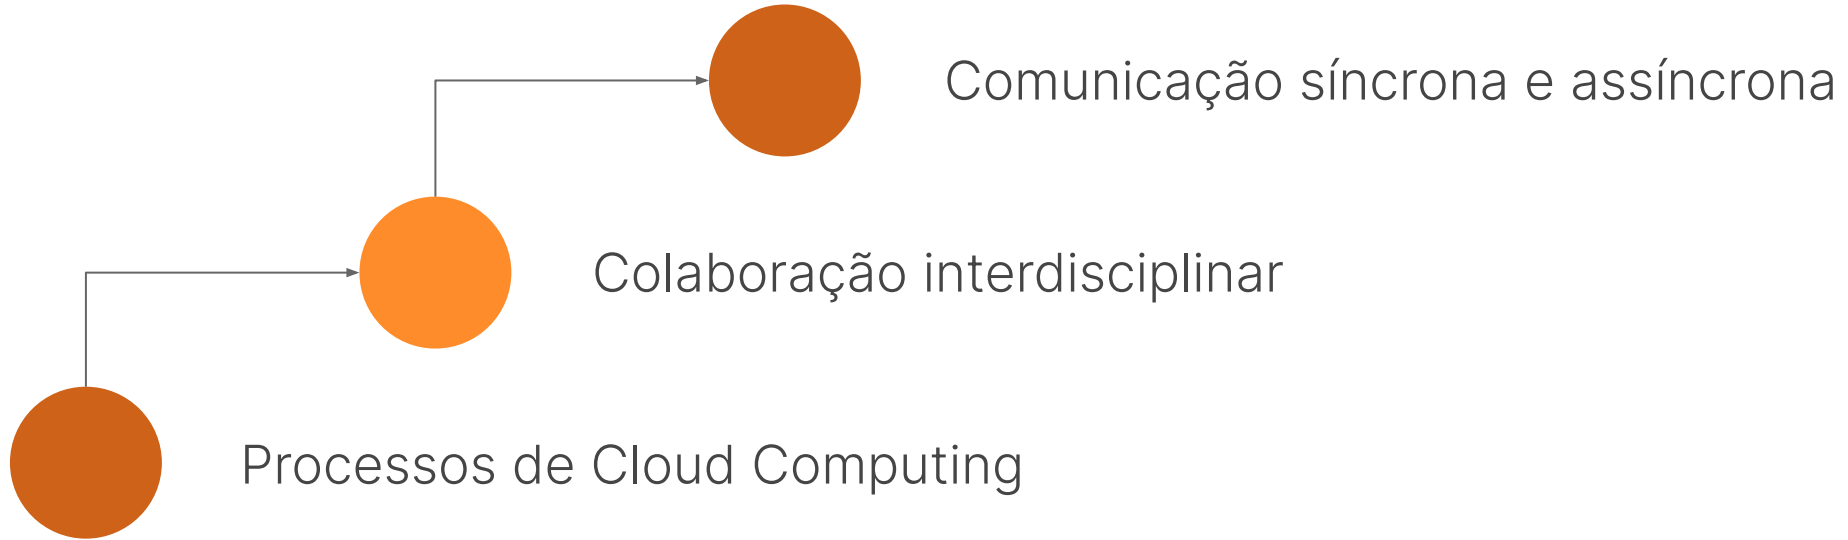 Comunicação síncrona e assíncrona
Colaboração interdisciplinar
Processos de Cloud Computing